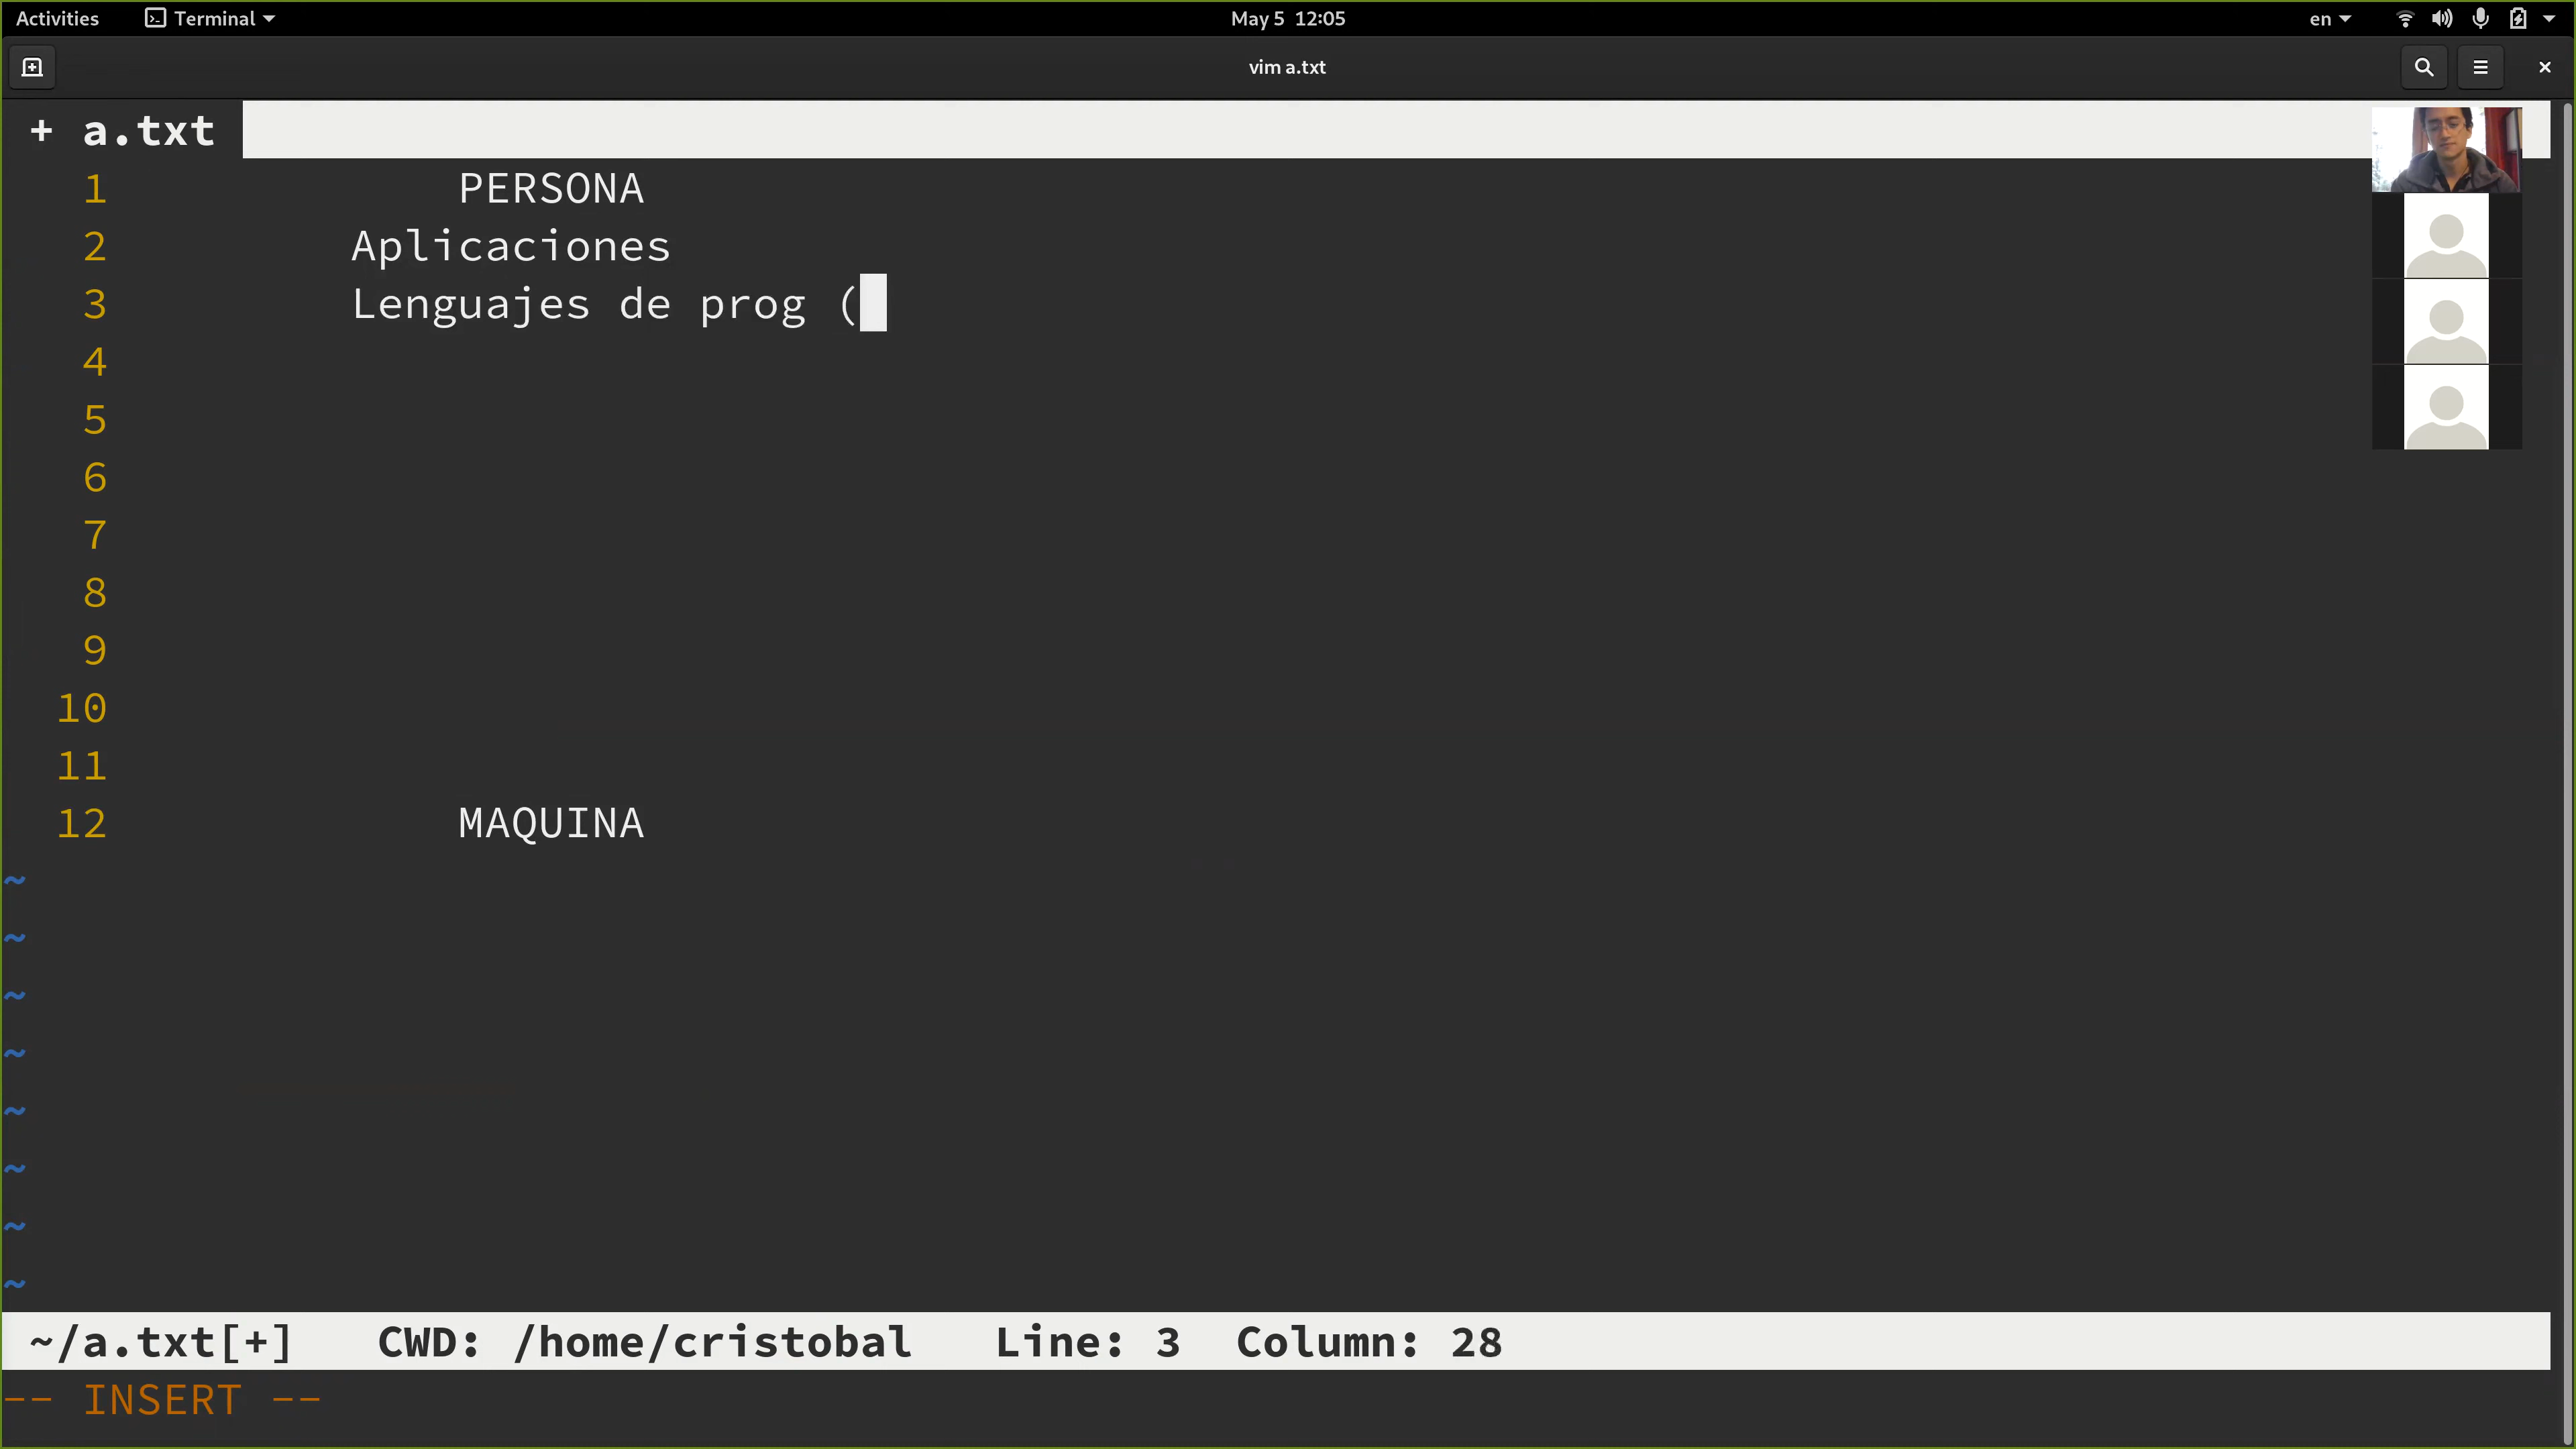 Activities Terminal May 5 12:05 en
vim a.txt
+ a.txt
1 PERSONA
2 Aplicaciones
3 Lenguajes de prog (
4
5
6
7
8
9
10
11
12 MAQUINA
~
~
~
~
~
~
~
~
~/a.txt[+] CWD: /home/cristobal Line: 3 Column: 28
-- INSERT --